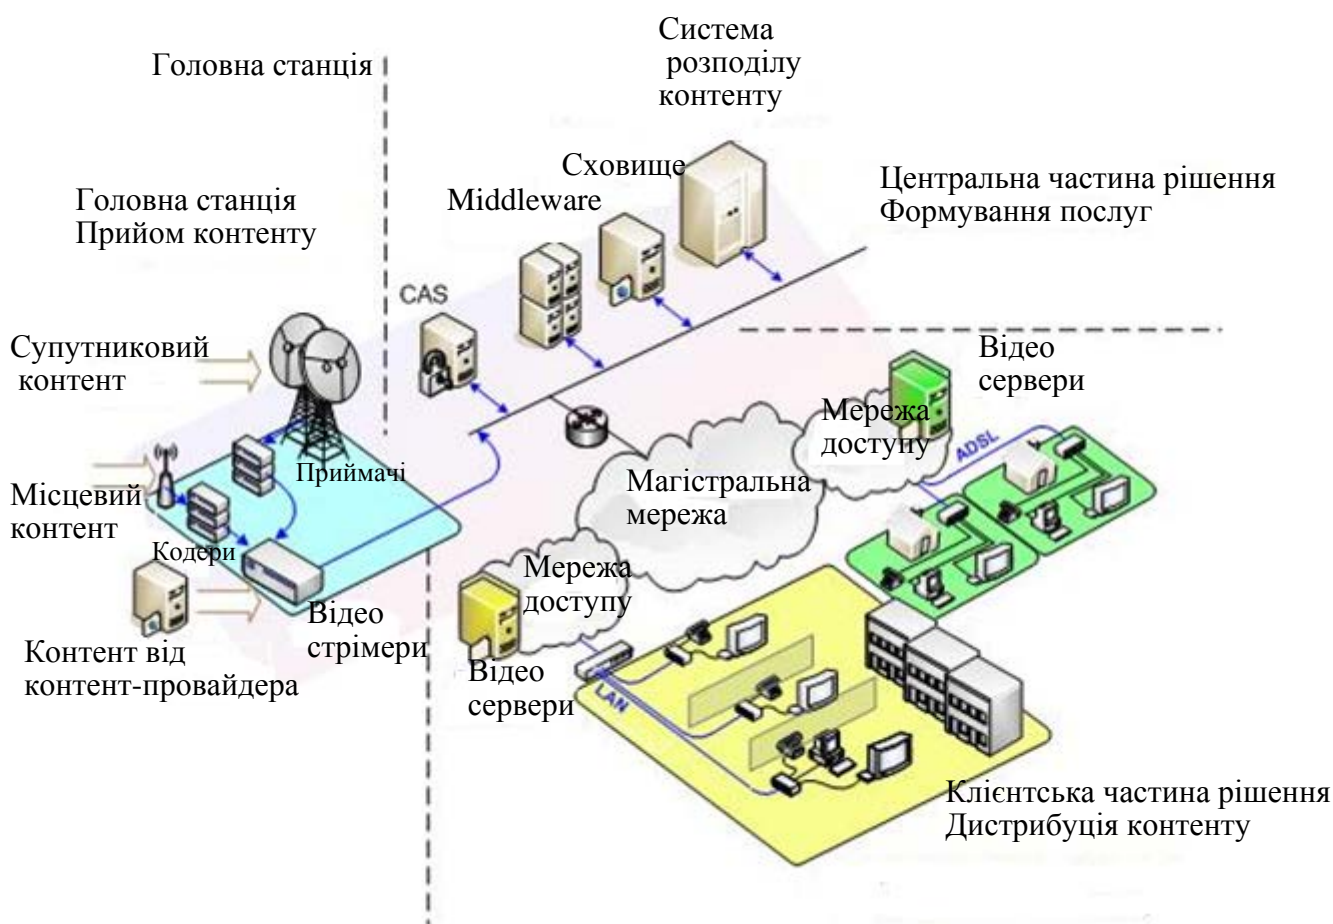 Система
розподілу
контенту
Головна станція
Сховище
Middleware
Центральна частина рішення
Формування послуг
Головна станція
Прийом контенту
CAS
Супутниковий
контент
Відео
сервери
Мережа
доступу
ADSL
Приймачі
Магістральна
мережа
Місцевий
контент
Кодери
Мережа
доступу
Відео
стрімери
Контент від
контент-провайдера
Відео
сервери
LAN
Клієнтська частина рішення
Дистрибуція контенту